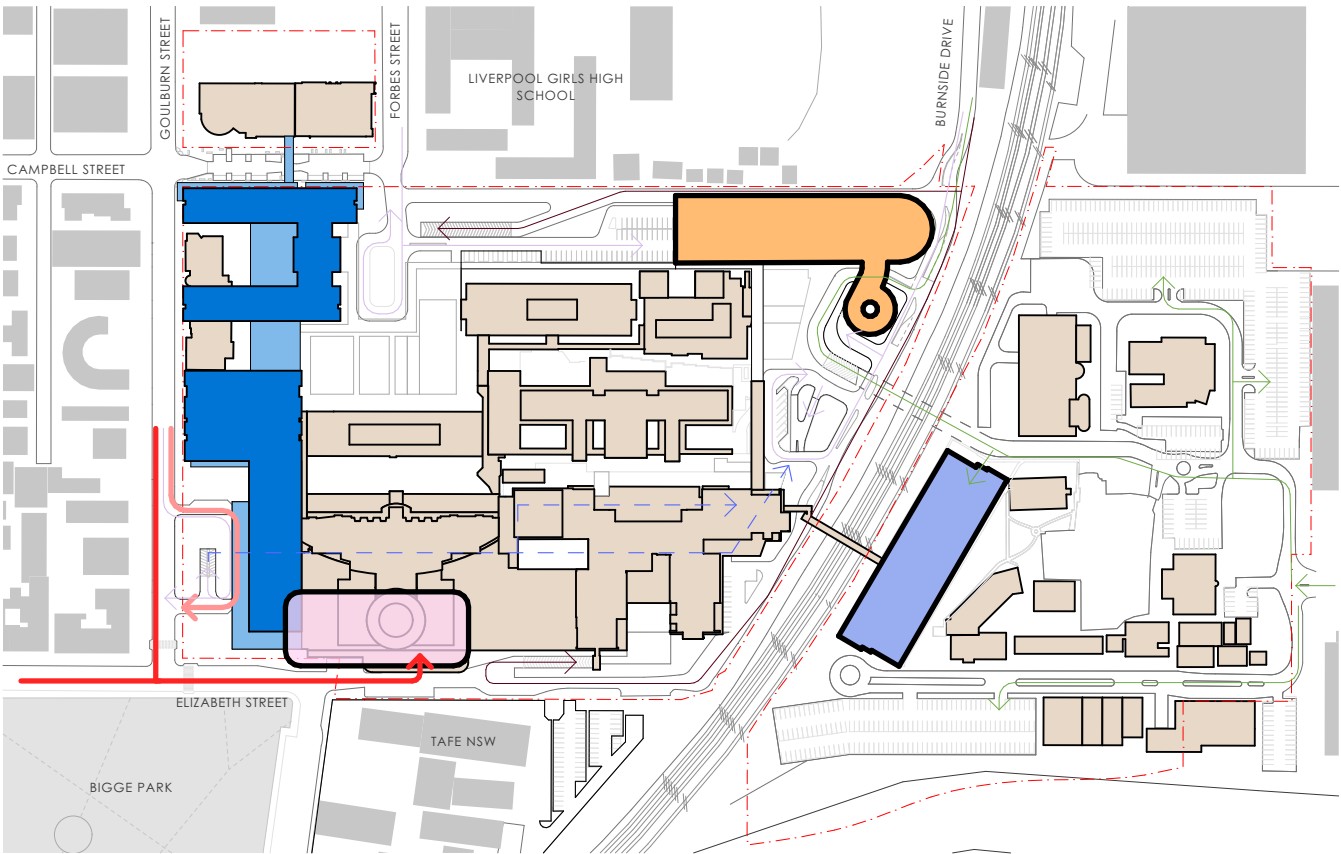 GOULBURN STREET
FORBES STREET
LIVERPOOL GIRLS HIGH
SCHOOL
BURNSIDE DRIVE
CAMPBELL STREET
ELIZABETH STREET
TAFE NSW
BIGGE PARK